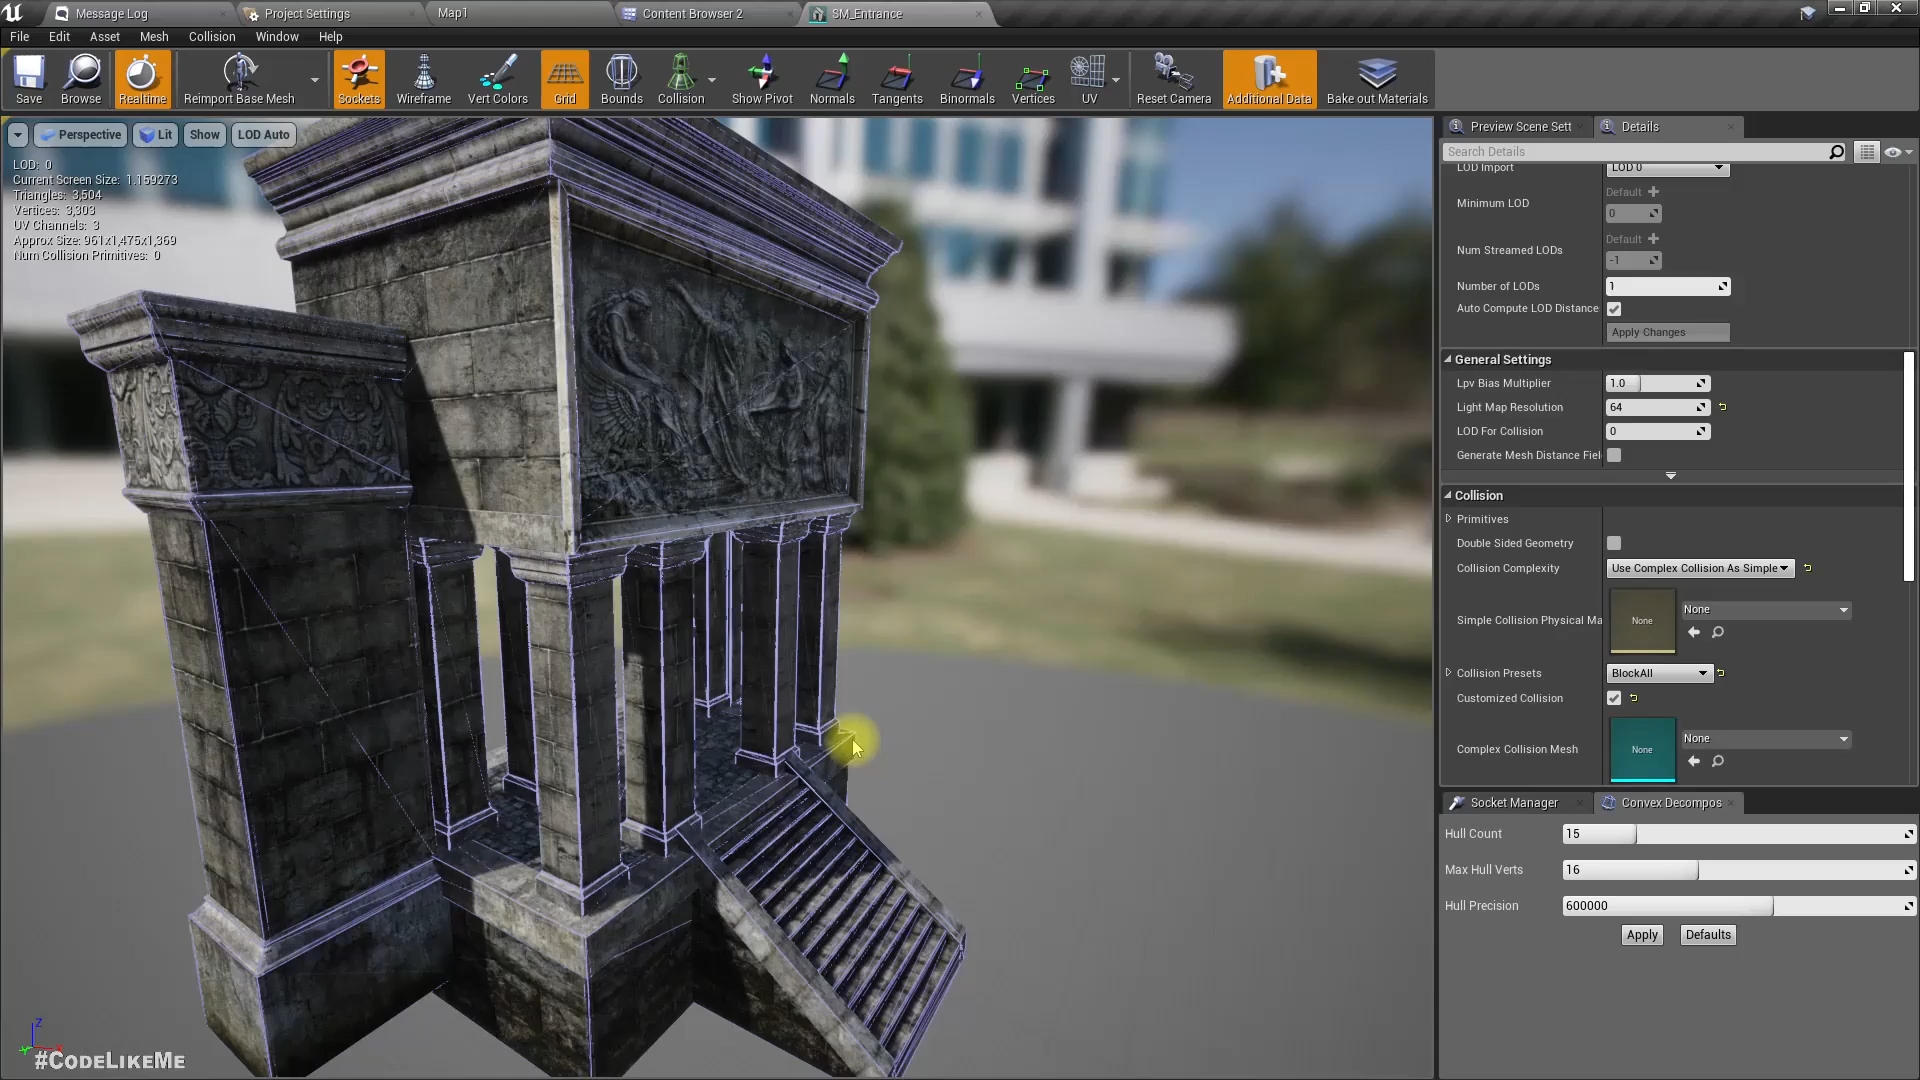 Message Log
Project Settings
Map1
Content Browser 2
SM_Entrance
File Edit Asset Mesh Collision Window Help
Save Browse Realtime Reimport Base Mesh Sockets Wireframe Vert Colors Grid Bounds Collision Show Pivot Normals Tangents Binormals Vertices UV Reset Camera Additional Data Bake out Materials
Perspective Lit Show LOD Auto
LOD: 0
Current Screen Size: 1.159273
Triangles: 3,504
Vertices: 3,303
UV Channels: 3
Approx Size: 961x1,475x1,369
Num Collision Primitives: 0
Z
#CodeLikeMe
Preview Scene Sett Details
Search Details
LOD Import LOD 0
Default
Minimum LOD
0
Default
Num Streamed LODs
-1
Number of LODs 1
Auto Compute LOD Distance
Apply Changes
General Settings
Lpv Bias Multiplier 1.0
Light Map Resolution 64
LOD For Collision 0
Generate Mesh Distance Fiel
Collision
Primitives
Double Sided Geometry
Collision Complexity Use Complex Collision As Simple
Simple Collision Physical Ma None None
Collision Presets BlockAll
Customized Collision
Complex Collision Mesh None None
Socket Manager Convex Decompos
Hull Count 15
Max Hull Verts 16
Hull Precision 600000
Apply Defaults